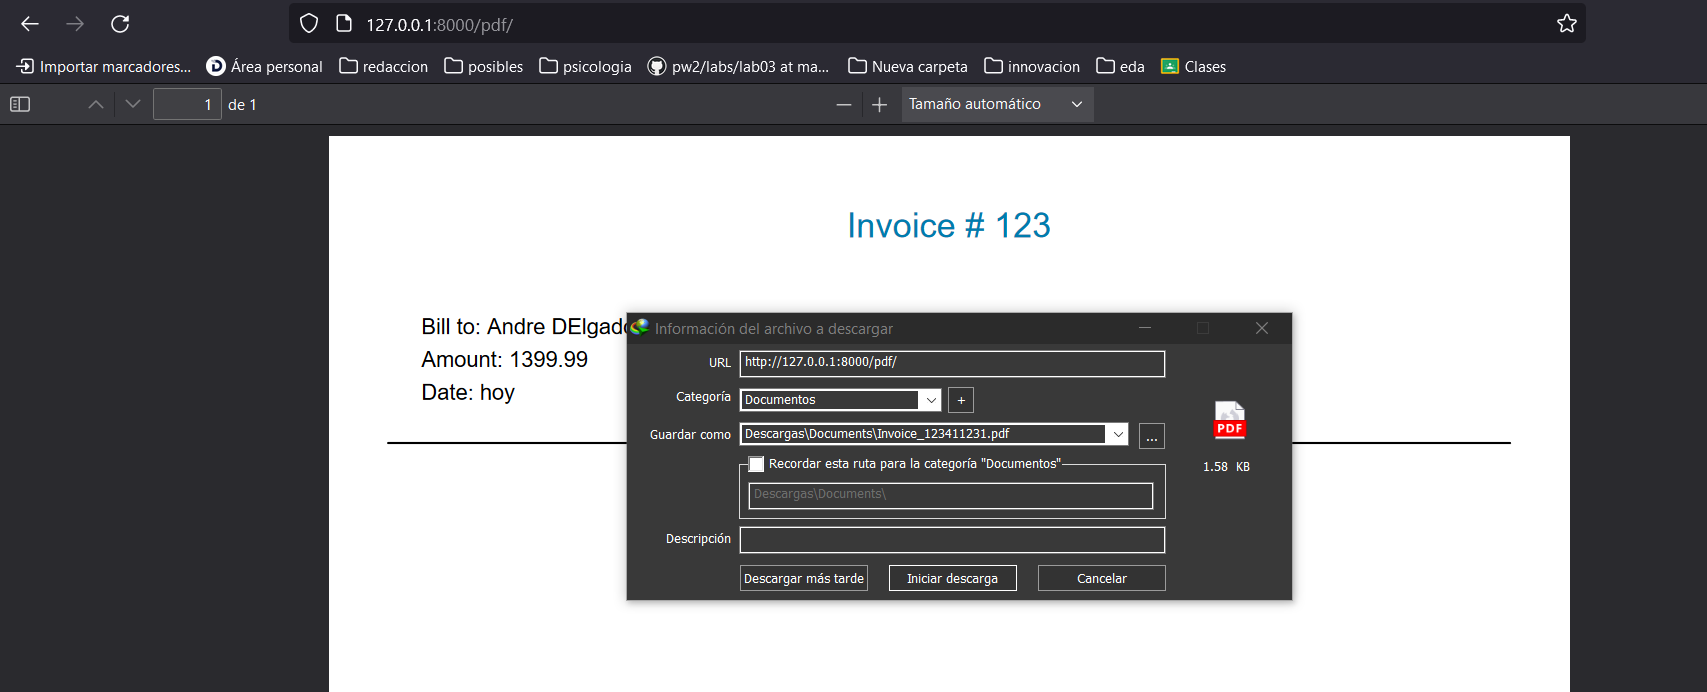 127.0.0.1:8000/pdf/
Importar marcadores... Área personal redaccion posibles psicologia pw2/labs/lab03 at ma... Nueva carpeta innovacion eda Clases
1 de 1 Tamaño automático
Invoice # 123
Bill to: Andre DElgado
Amount: 1399.99
Date: hoy
Información del archivo a descargar
URL http://127.0.0.1:8000/pdf/
Categoría Documentos +
Guardar como Descargas\Documents\Invoice_123411231.pdf ...
PDF
1.58 KB
Recordar esta ruta para la categoría "Documentos"
Descargas\Documents\
Descripción
Descargar más tarde Iniciar descarga Cancelar